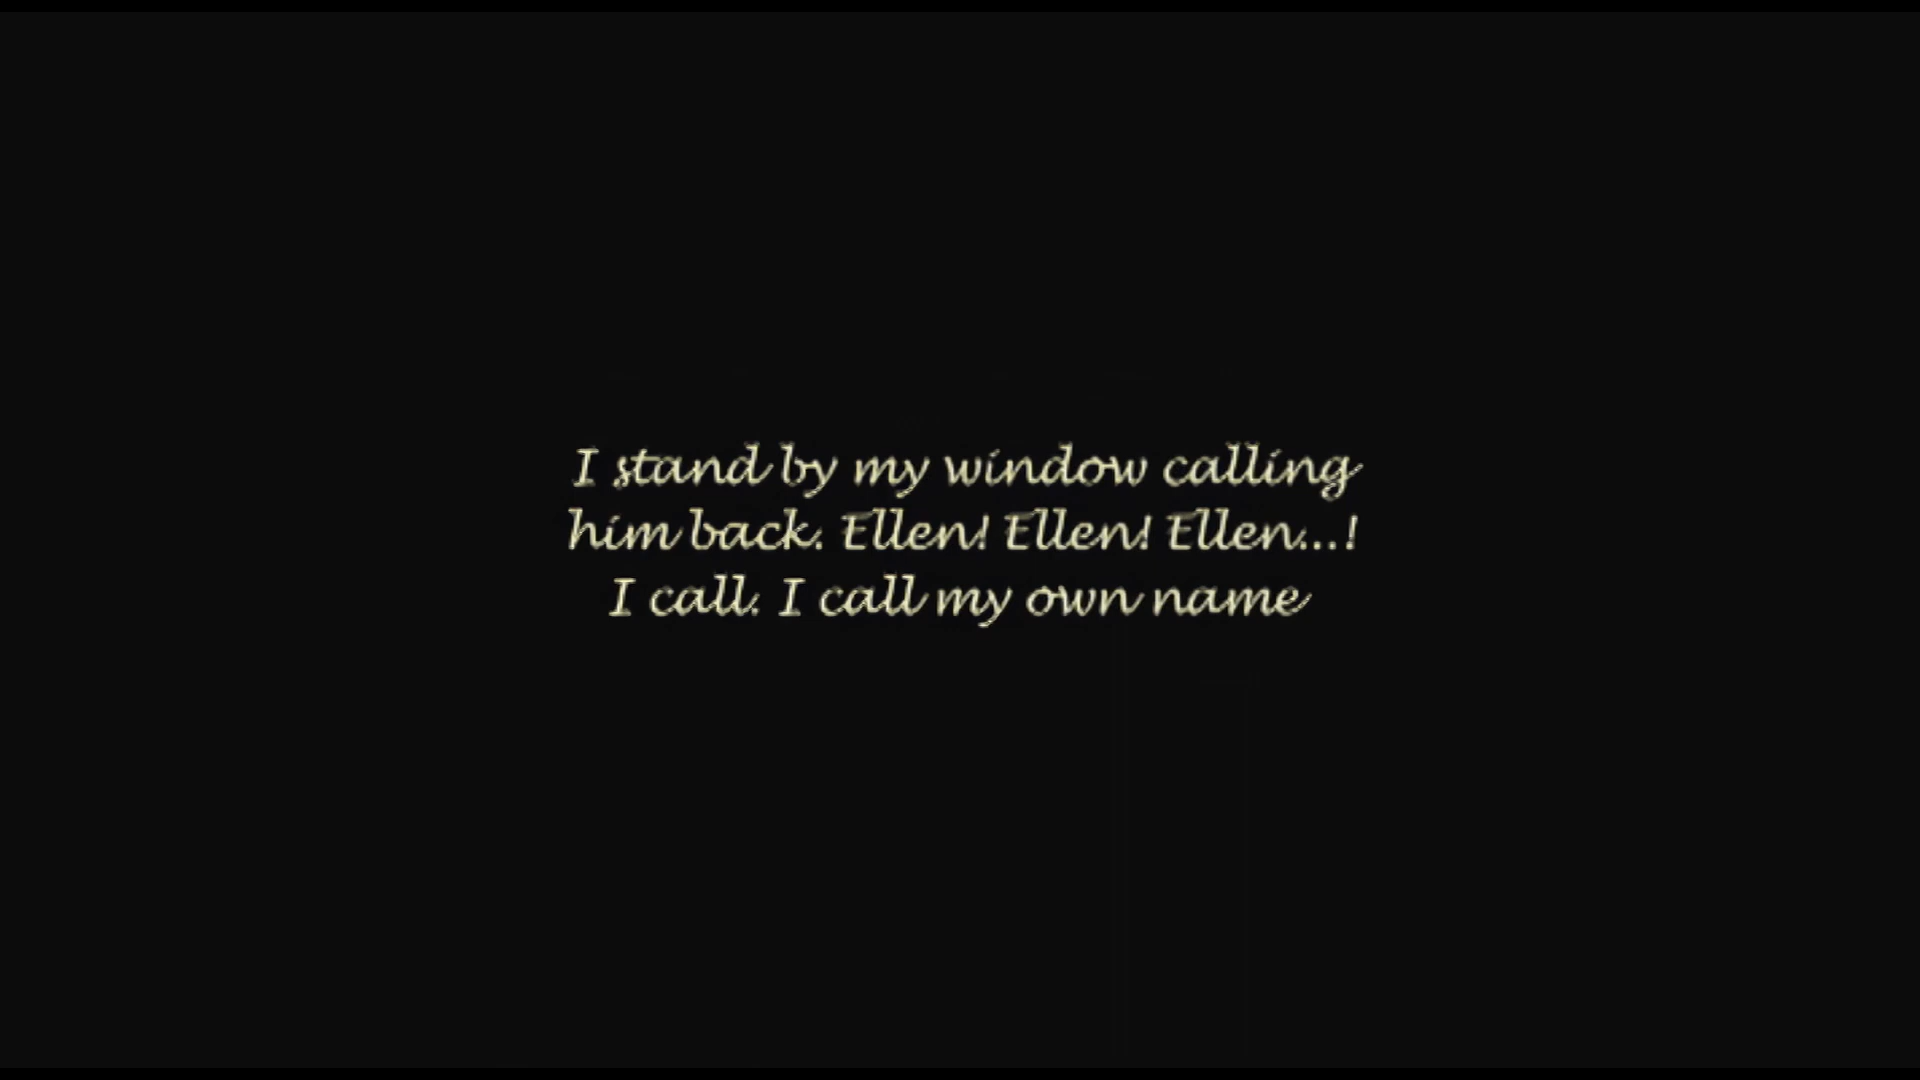 I stand by my window calling
him back. Ellen! Ellen! Ellen...!
I call. I call my own name